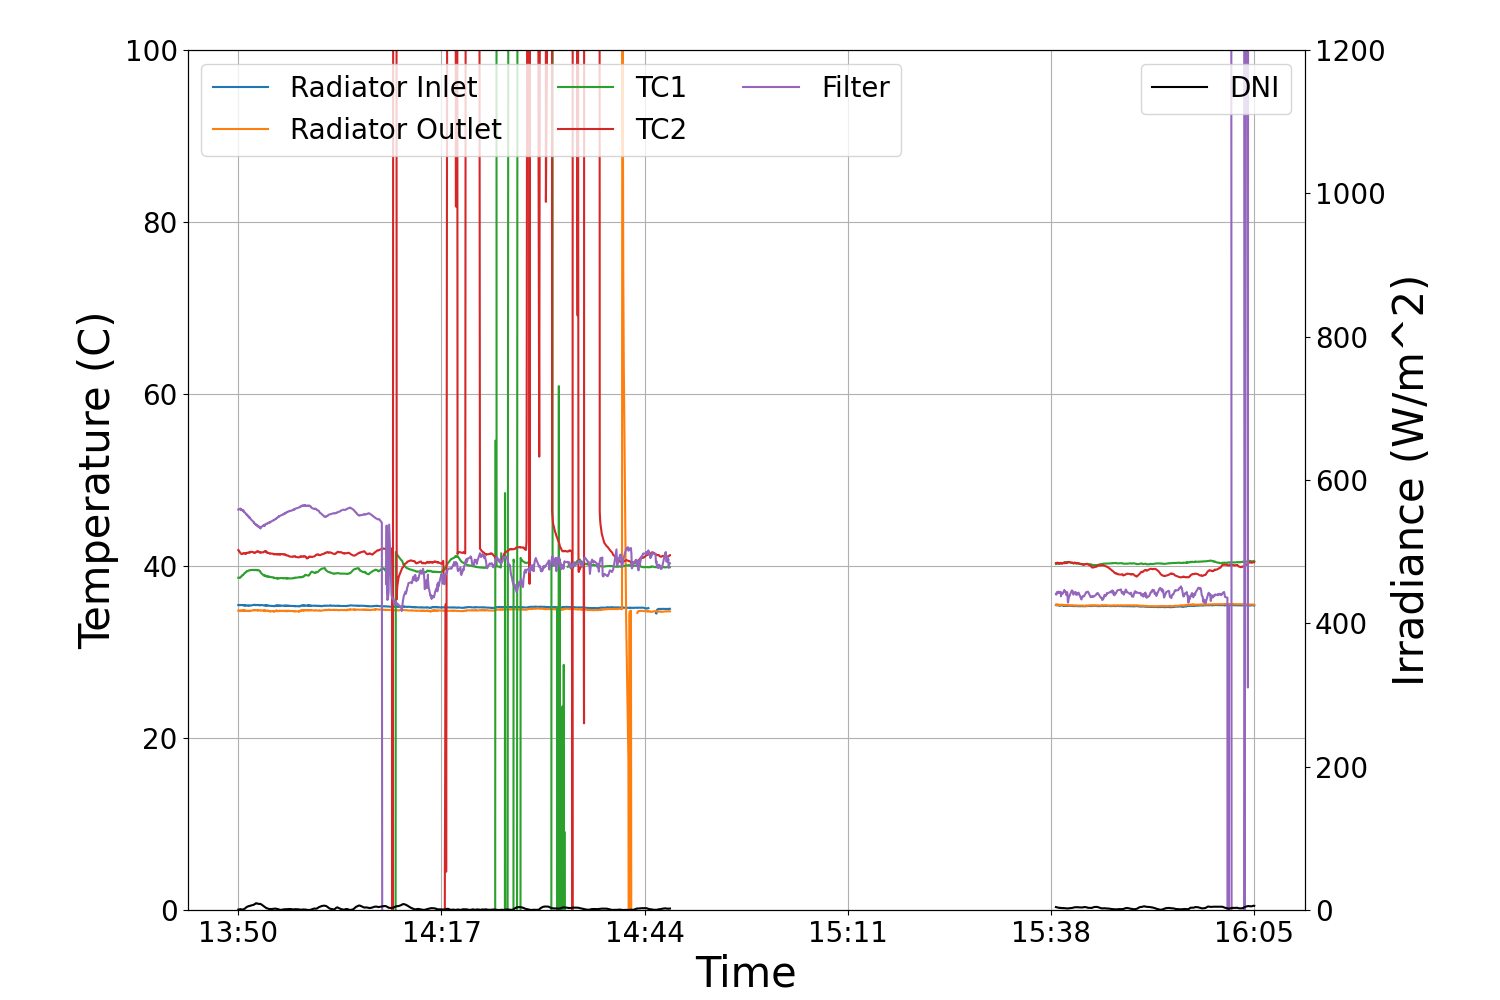 100
80
60
40
20
0
Temperature (C)
Radiator Inlet
Radiator Outlet
TC1
TC2
Filter
DNI
1200
1000
800
600
400
200
0
Irradiance (W/m^2)
13:50
14:17
14:44
15:11
15:38
16:05
Time